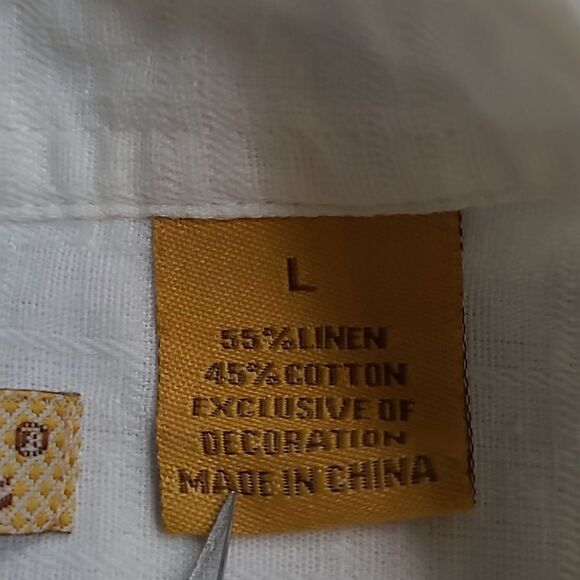 L
55% LINEN
45% COTTON
EXCLUSIVE OF
DECORATION
MADE IN CHINA